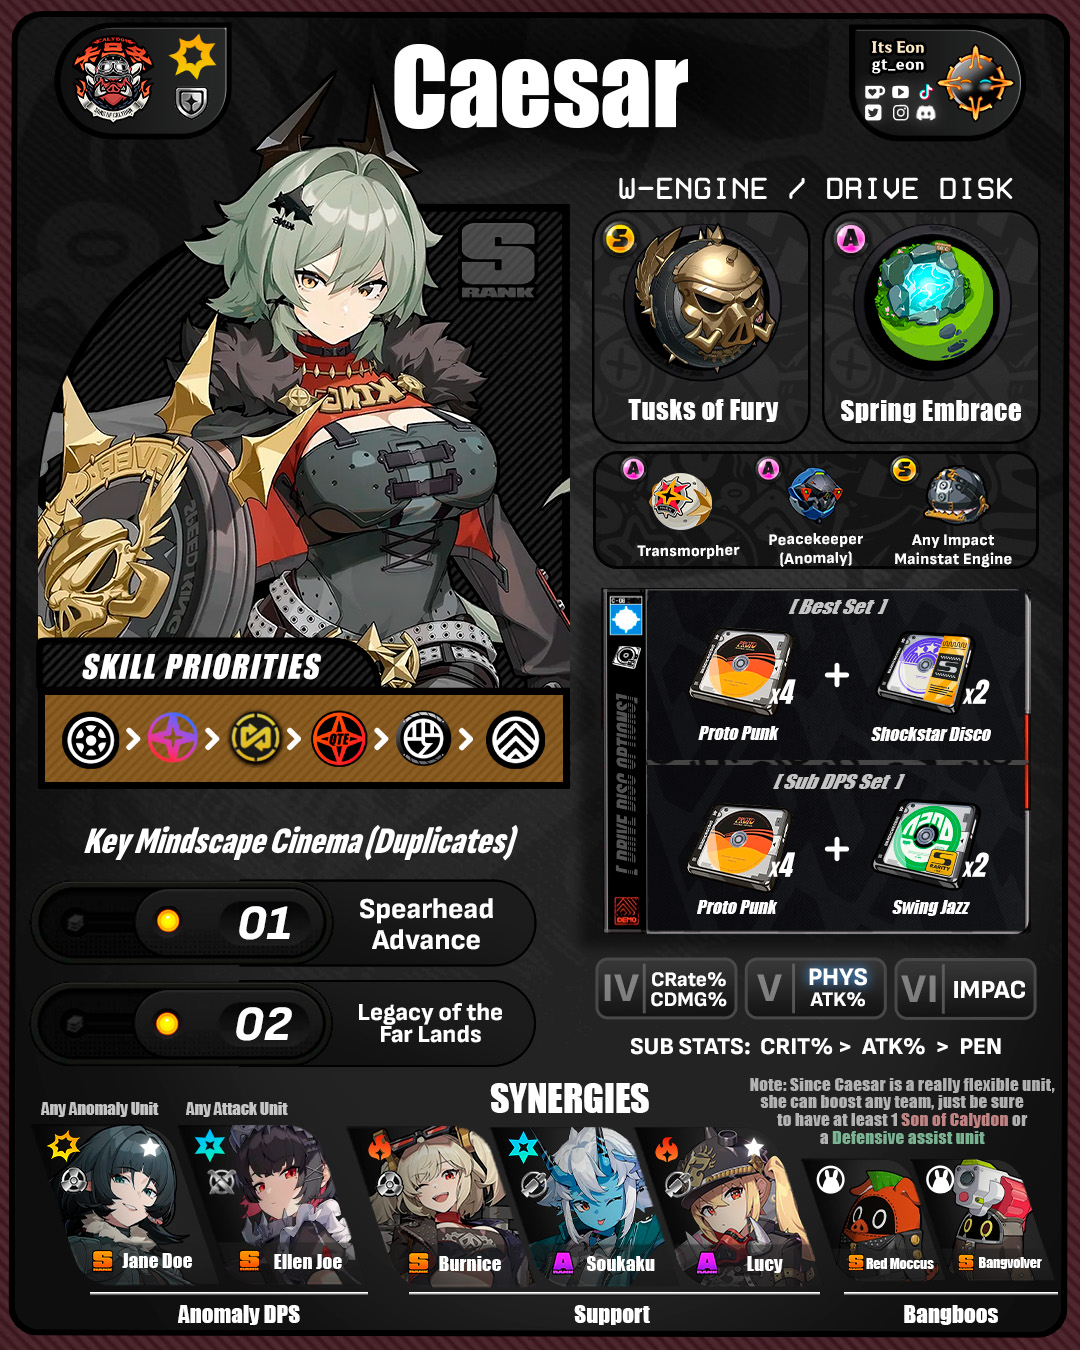 Caesar
Its Eon
gt_eon
W-ENGINE / DRIVE DISK
S
RANK
KING
S
Tusks of Fury
A
Spring Embrace
A
Transmorpher
A
Peacekeeper
(Anomaly)
S
Any Impact
Mainstat Engine
SKILL PRIORITIES
QTE
[ Best Set ]
x4
+
x2
Proto Punk
Shockstar Disco
[ Sub DPS Set ]
x4
+
x2
Proto Punk
Swing Jazz
[ DRIVE DISC OPTIONS]
DEMO
Key Mindscape Cinema (Duplicates)
01
Spearhead
Advance
02
Legacy of the
Far Lands
IV
CRate%
CDMG%
V
PHYS
ATK%
VI
IMPAC
SUB STATS: CRIT% > ATK% > PEN
SYNERGIES
Note: Since Caesar is a really flexible unit,
she can boost any team, just be sure
to have at least 1 Son of Calydon or
a Defensive assist unit
Any Anomaly Unit
Any Attack Unit
S Jane Doe
S Ellen Joe
S Burnice
A Soukaku
A Lucy
S Red Moccus
S Bangvolver
Anomaly DPS
Support
Bangboos